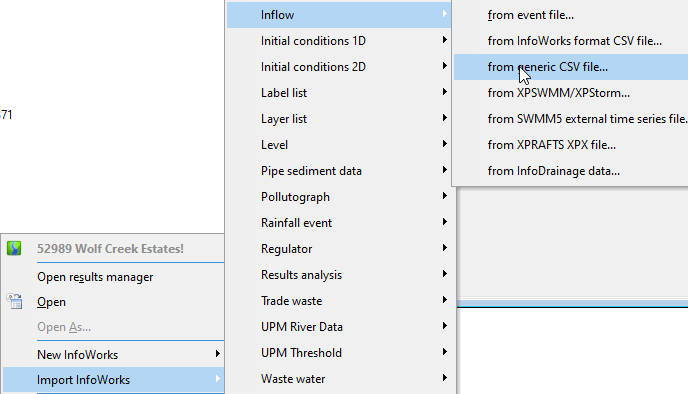 Inflow
Initial conditions 1D
Initial conditions 2D
Label list
Layer list
Level
Pipe sediment data
Pollutograph
Rainfall event
Regulator
Results analysis
Trade waste
UPM River Data
UPM Threshold
Waste water
from event file...
from InfoWorks format CSV file...
from generic CSV file...
from XPSWMM/XPStorm...
from SWMM5 external time series file.
from XPRAFTS XPX file...
from InfoDrainage data...
71
52989 Wolf Creek Estates!
Open results manager
Open
Open As...
New InfoWorks
Import InfoWorks